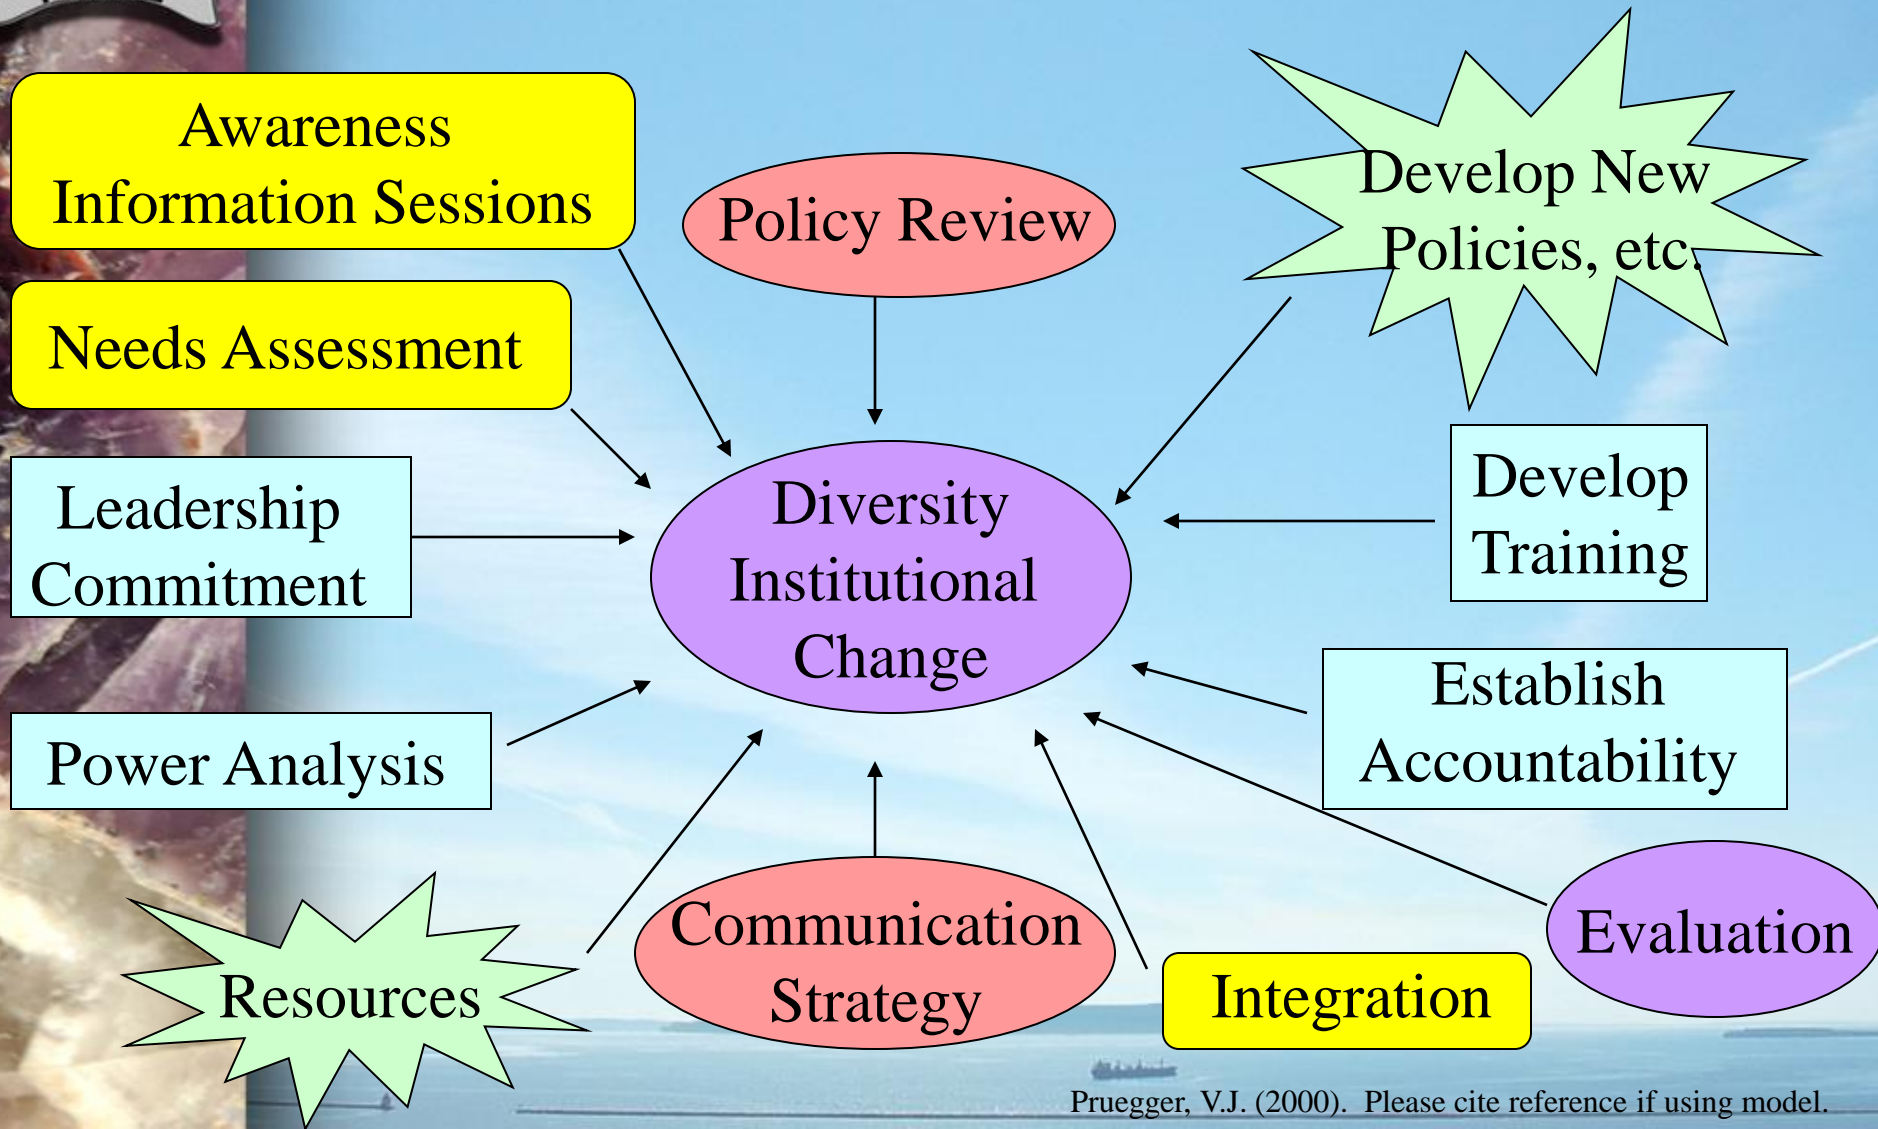 Awareness
Information Sessions
Policy Review
Develop New
Policies, etc.
Needs Assessment
Leadership
Commitment
Diversity
Institutional
Change
Develop
Training
Power Analysis
Establish
Accountability
Resources
Communication
Strategy
Integration
Evaluation
Pruegger, V.J. (2000).  Please cite reference if using model.